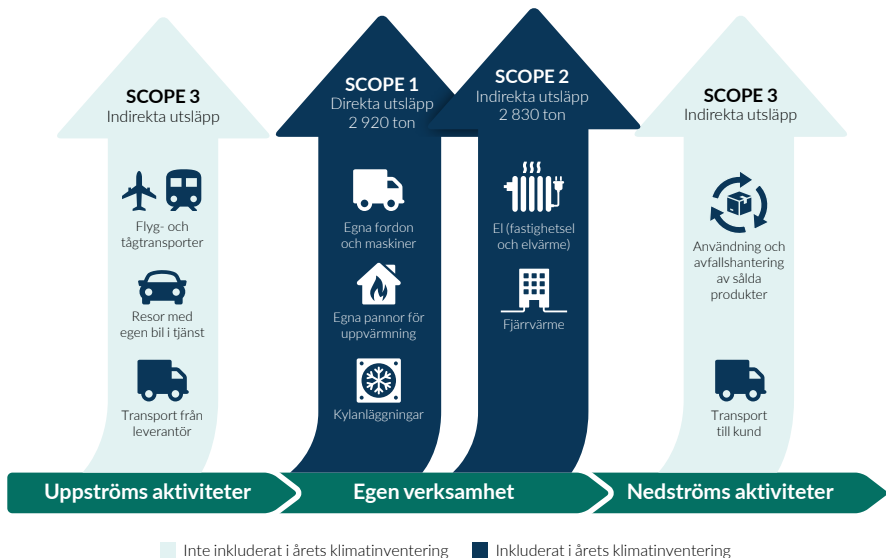 SCOPE 3
Indirekta utsläpp
Flyg- och
tågtransporter
Resor med
egen bil i tjänst
Transport från
leverantör
SCOPE 1
Direkta utsläpp
2 920 ton
Egna fordon
och maskiner
Egna pannor för
uppvärmning
Kylanläggningar
SCOPE 2
Indirekta utsläpp
2 830 ton
El (fastighetsel
och elvärme)
Fjärrvärme
SCOPE 3
Indirekta utsläpp
Användning och
avfallshantering
av sålda
produkter
Transport
till kund
Uppströms aktiviteter
Egen verksamhet
Nedströms aktiviteter
Inte inkluderat i årets klimatinventering
Inkluderat i årets klimatinventering